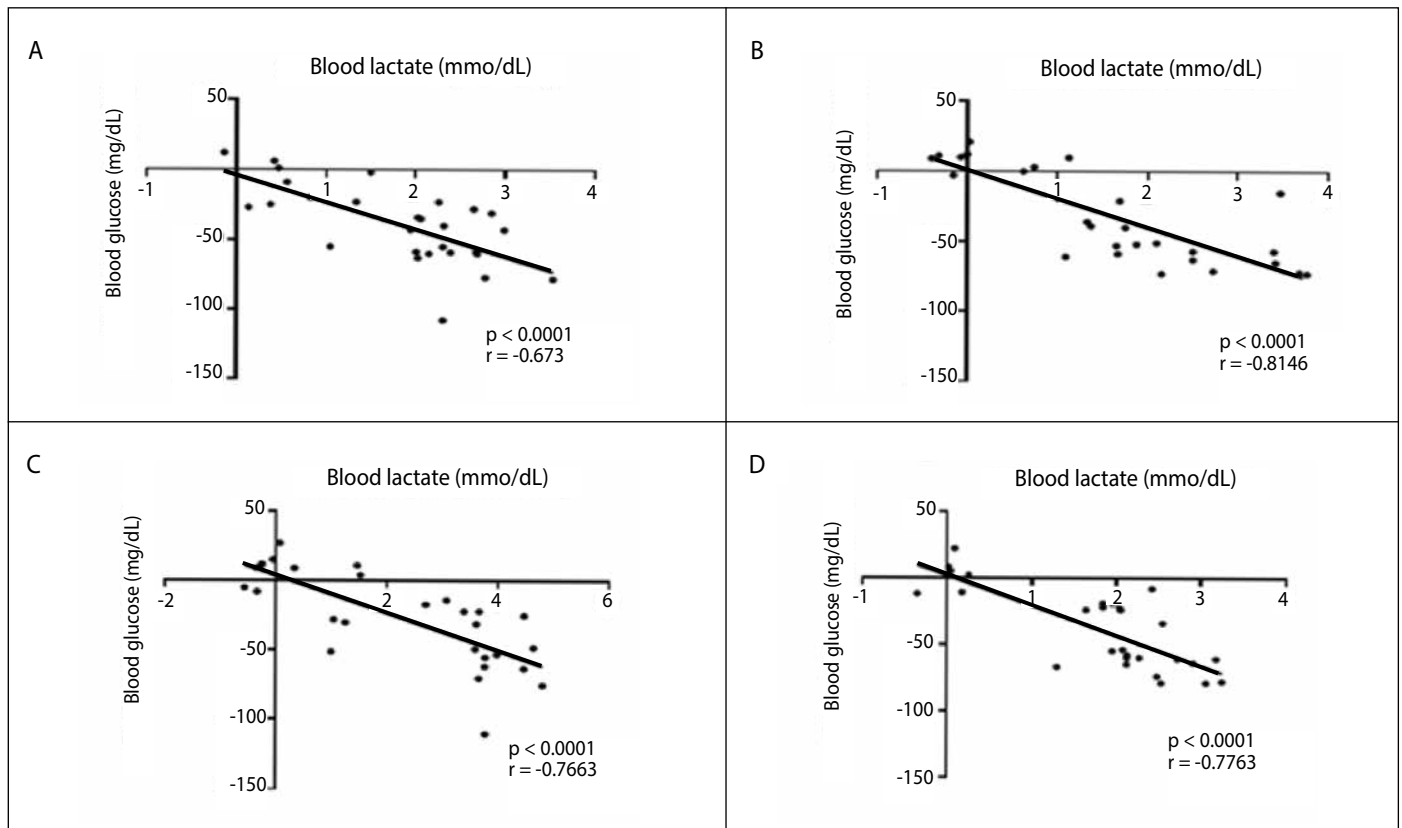 A
Blood lactate (mmo/dL)
Blood glucose (mg/dL)
50
-1
1
2
3
4
-50
-100
-150
p < 0.0001
r = -0.673
B
Blood lactate (mmo/dL)
Blood glucose (mg/dL)
50
-1
1
2
3
4
-50
-100
-150
p < 0.0001
r = -0.8146
C
Blood lactate (mmo/dL)
Blood glucose (mg/dL)
50
-2
2
4
6
-50
-100
-150
p < 0.0001
r = -0.7663
D
Blood lactate (mmo/dL)
Blood glucose (mg/dL)
50
-1
1
2
3
4
-50
-100
-150
p < 0.0001
r = -0.7763